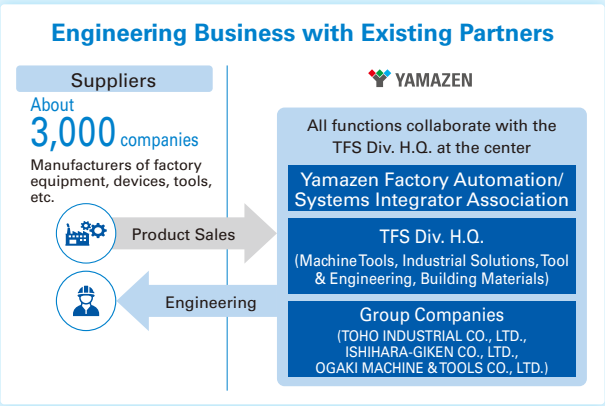 Engineering Business with Existing Partners
Suppliers
About
3,000 companies
Manufacturers of factory
equipment, devices, tools,
etc.
Product Sales
Engineering
YAMAZEN
All functions collaborate with the
TFS Div. H.Q. at the center
Yamazen Factory Automation/
Systems Integrator Association
TFS Div. H.Q.
(Machine Tools, Industrial Solutions, Tool
& Engineering, Building Materials)
Group Companies
(TOHO INDUSTRIAL CO., LTD.,
ISHIHARA-GIKEN CO., LTD.,
OGAKI MACHINE & TOOLS CO., LTD.)